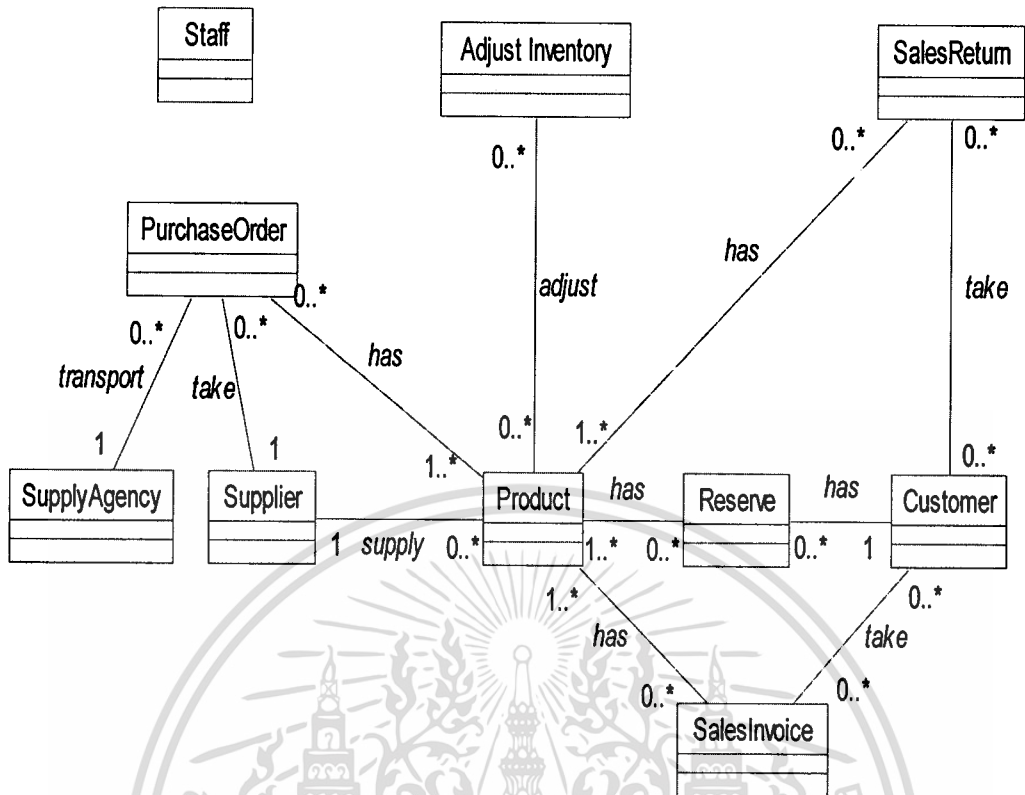 Staff
Adjust Inventory
SalesReturn
0..*
0..*
0..*
PurchaseOrder
has
0..*
adjust
take
0..*
0..*
has
transport
take
1
1
0..*
1..*
0..*
1..*
SupplyAgency
Supplier
Product
has
Reserve
has
Customer
1
supply
0..*
1..*
0..*
0..*
1
1..*
0..*
has
take
0..*
0..*
SalesInvoice